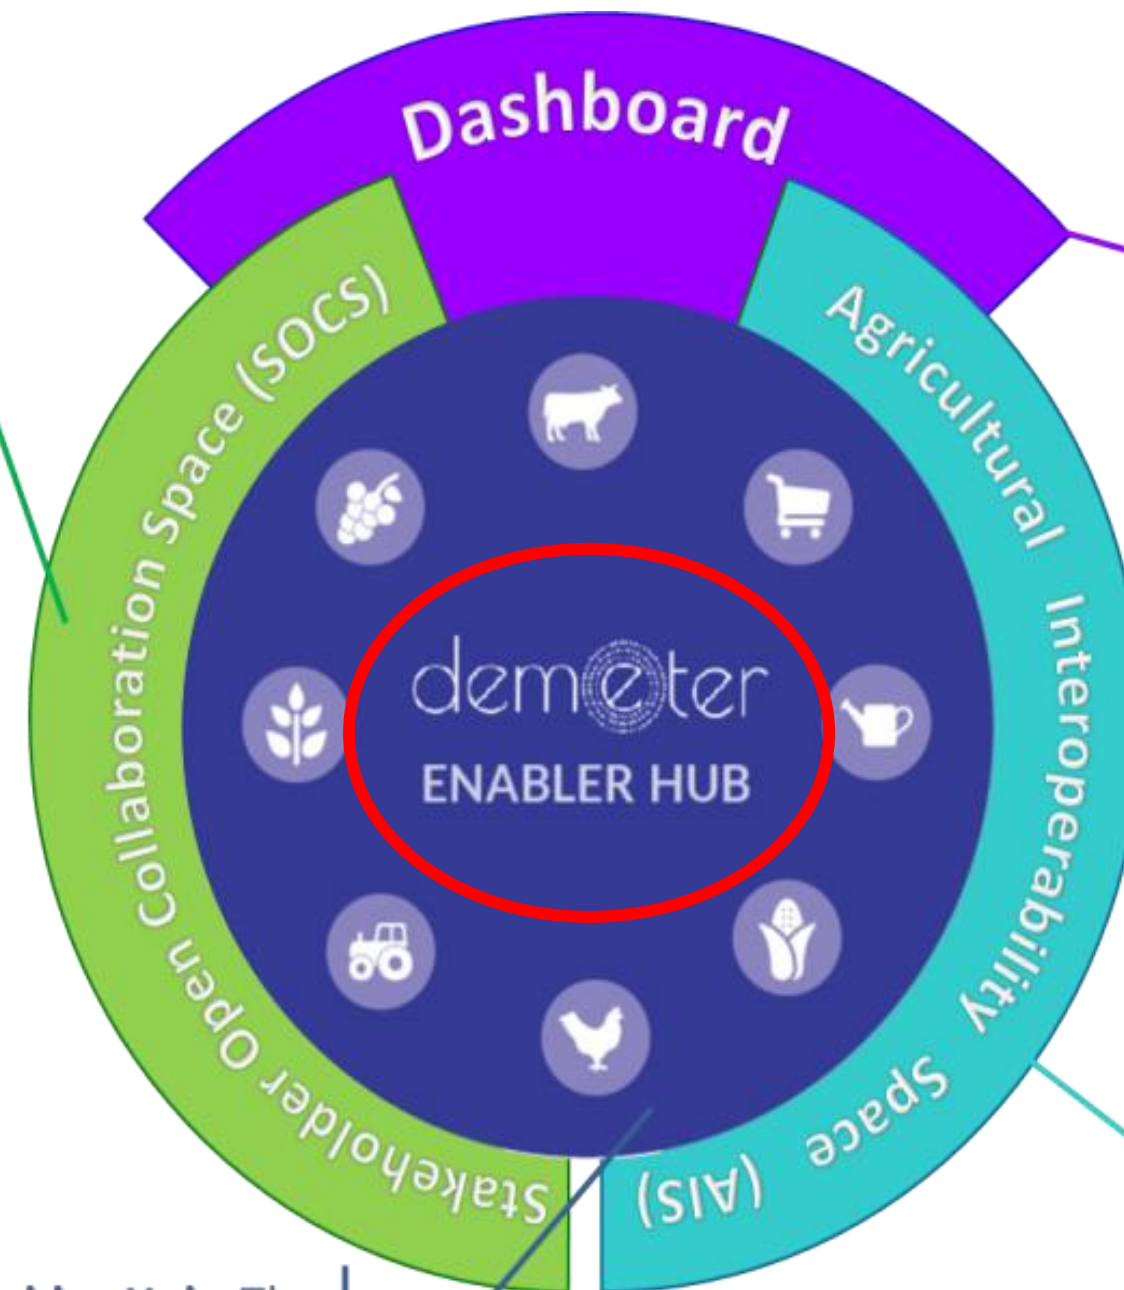 Dashboard
Stakeholder Open Collaboration Space (SOCS)
Agricultural Interoperability Space (AIS)
demeter
ENABLER HUB